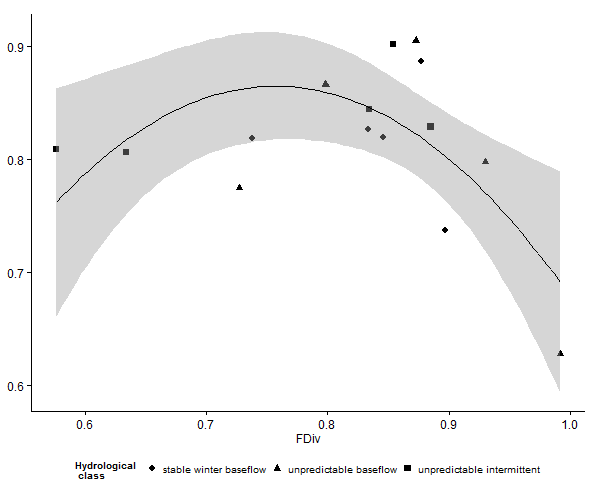 0.9
0.8
0.7
0.6
0.6 0.7 0.8 0.9 1.0
FDiv
Hydrological
class
stable winter baseflow unpredictable baseflow unpredictable intermittent